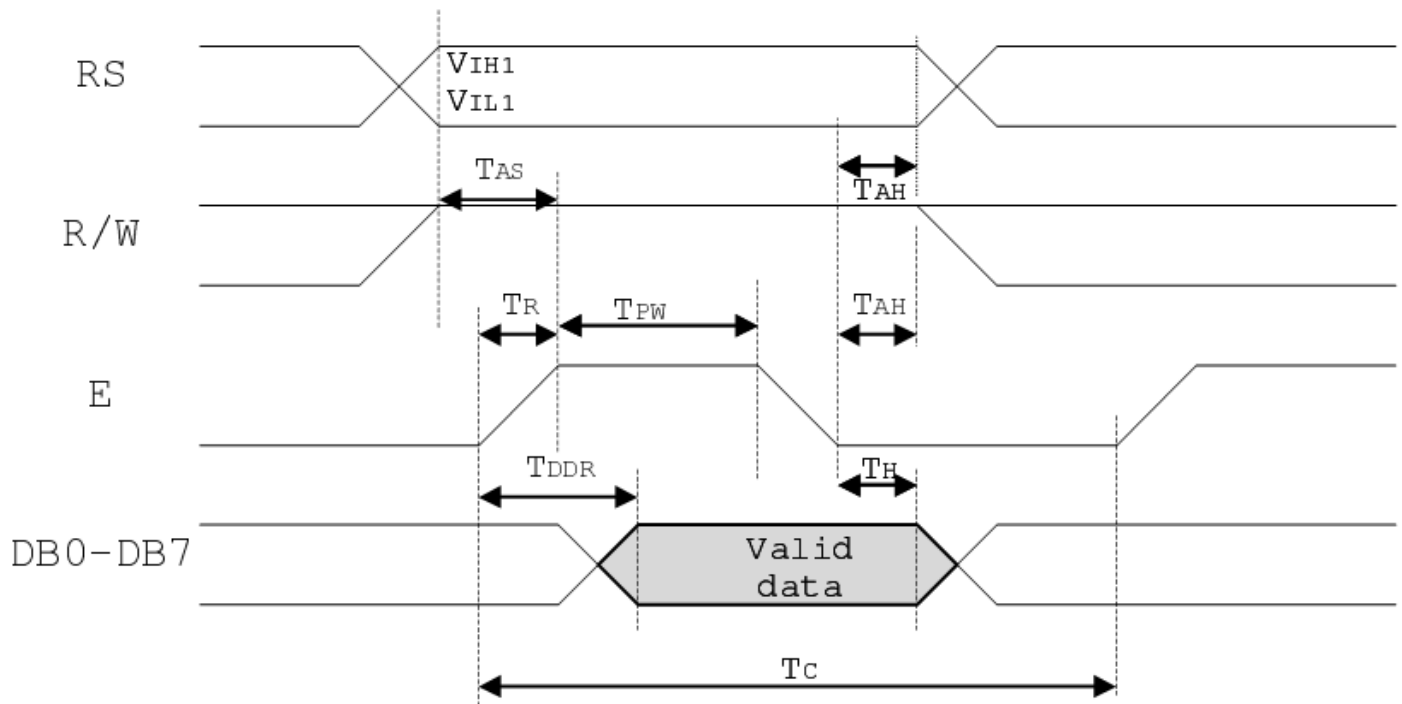 RS
VIH1
VIL1
TAS
TAH
R/W
TR
TPW
TAH
E
TDDR
TH
DB0-DB7
Valid
data
TC